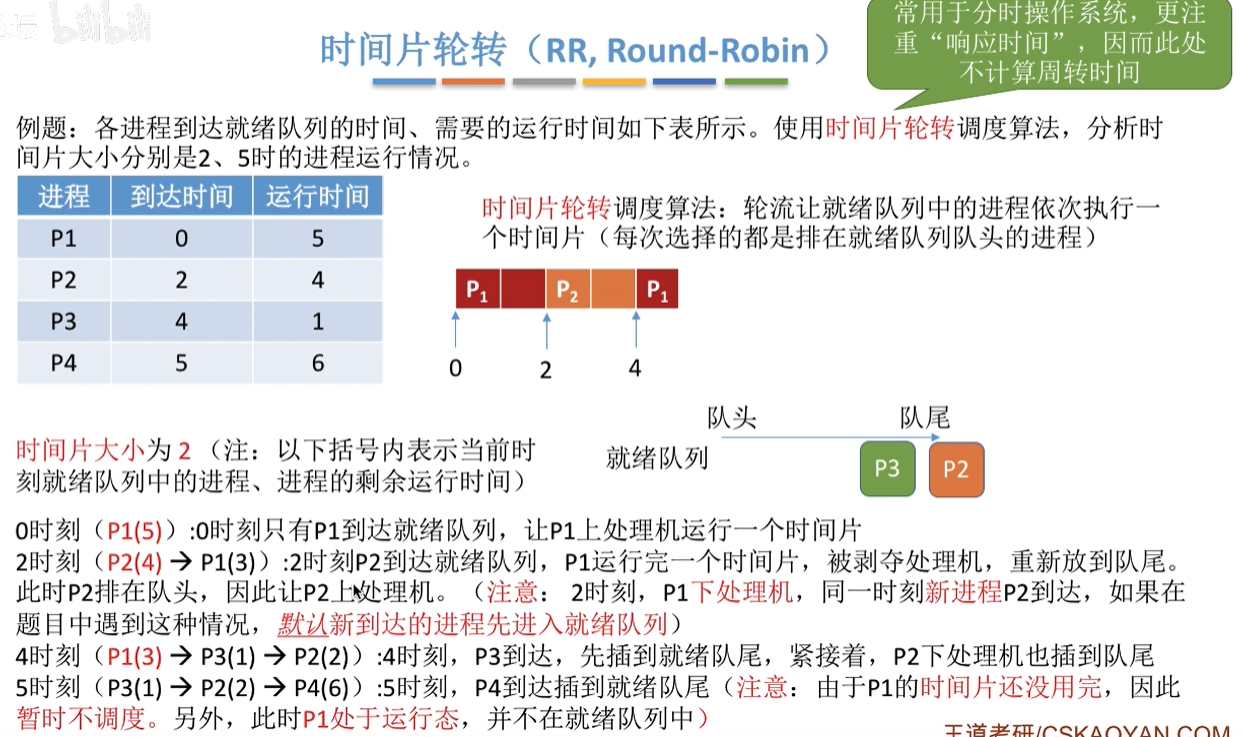 bilibili
常用于分时操作系统，更注
重“响应时间”，因而此处
不计算周转时间
时间片轮转（RR, Round-Robin）
例题：各进程到达就绪队列的时间、需要的运行时间如下表所示。使用时间片轮转调度算法，分析时
间片大小分别是2、5时的进程运行情况。
进程 到达时间 运行时间
P1 0 5
P2 2 4
P3 4 1
P4 5 6
时间片轮转调度算法：轮流让就绪队列中的进程依次执行一
个时间片（每次选择的都是排在就绪队列队头的进程）
P1 P2 P1
0 2 4
队头 队尾
就绪队列 P3 P2
时间片大小为 2 （注：以下括号内表示当前时
刻就绪队列中的进程、进程的剩余运行时间）
0时刻（P1(5)）:0时刻只有P1到达就绪队列，让P1上处理机运行一个时间片
2时刻（P2(4) → P1(3)）:2时刻P2到达就绪队列，P1运行完一个时间片，被剥夺处理机，重新放到队尾。
此时P2排在队头，因此让P2上处理机。（注意： 2时刻，P1下处理机，同一时刻新进程P2到达，如果在
题目中遇到这种情况，默认新到达的进程先进入就绪队列）
4时刻（P1(3) → P3(1) → P2(2)）:4时刻，P3到达，先插到就绪队尾，紧接着，P2下处理机也插到队尾
5时刻（P3(1) → P2(2) → P4(6)）:5时刻，P4到达插到就绪队尾（注意：由于P1的时间片还没用完，因此
暂时不调度。另外，此时P1处于运行态，并不在就绪队列中）
王道考研/CSKAOYAN.COM